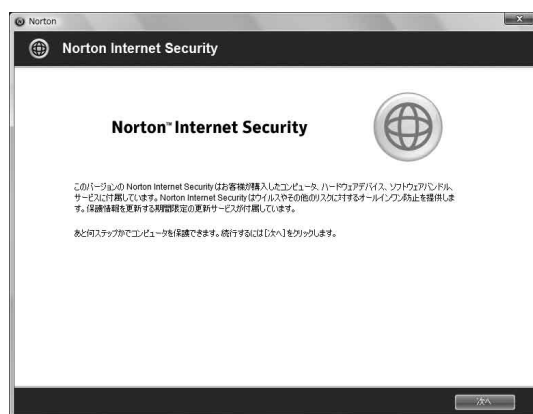 Norton
Norton Internet Security
Norton™ Internet Security
このバージョンの Norton Internet Security はお客様が購入したコンピュータ、ハードウェアデバイス、ソフトウェアバンドル、
サービスに付属しています。Norton Internet Security はウイルスやその他のリスクに対するオールインワン防止を提供しま
す。保護情報を更新する期間限定の更新サービスが付属しています。
あと何ステップかでコンピュータを保護できます。続行するには［次へ］をクリックします。
次へ